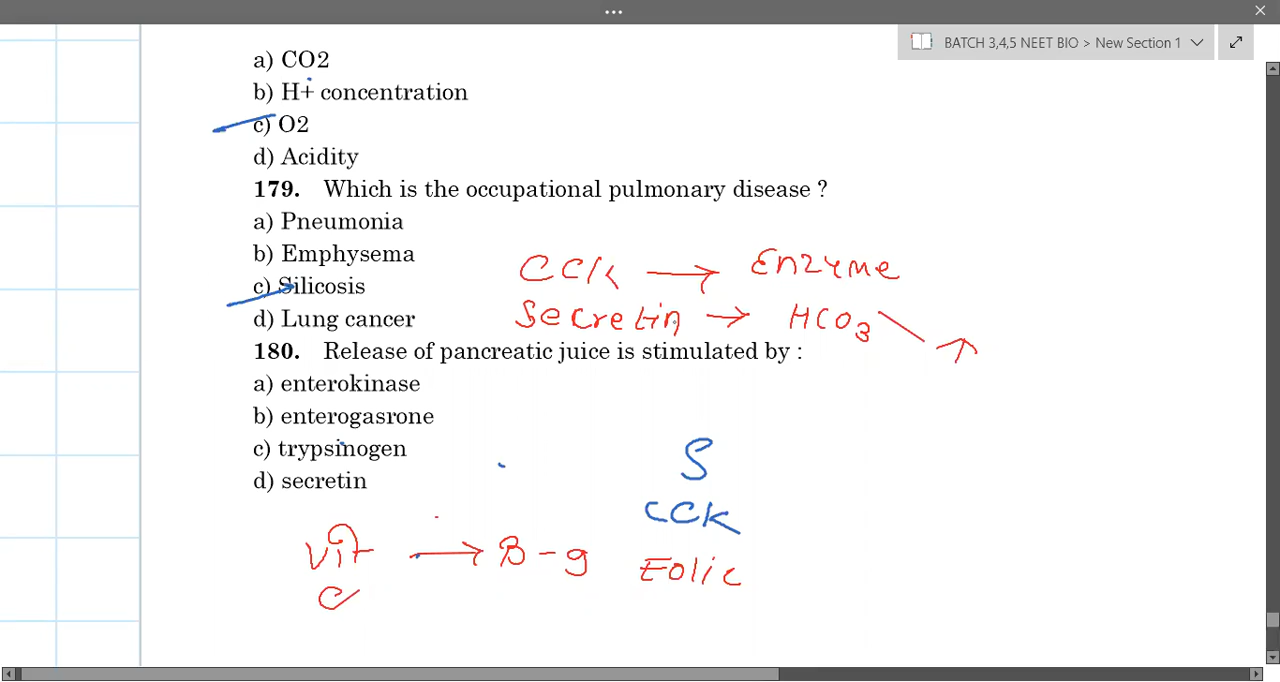 BATCH 3,4,5 NEET BIO > New Section 1
a) CO2
b) H+ concentration
c) O2
d) Acidity
179. Which is the occupational pulmonary disease ?
a) Pneumonia
b) Emphysema
c) Silicosis
d) Lung cancer
CCK → Enzyme
Secretin → HCO3 ↑
180. Release of pancreatic juice is stimulated by :
a) enterokinase
b) enterogasrone
c) trypsinogen
d) secretin
S
CCK
Vit → B-9 Folic
C